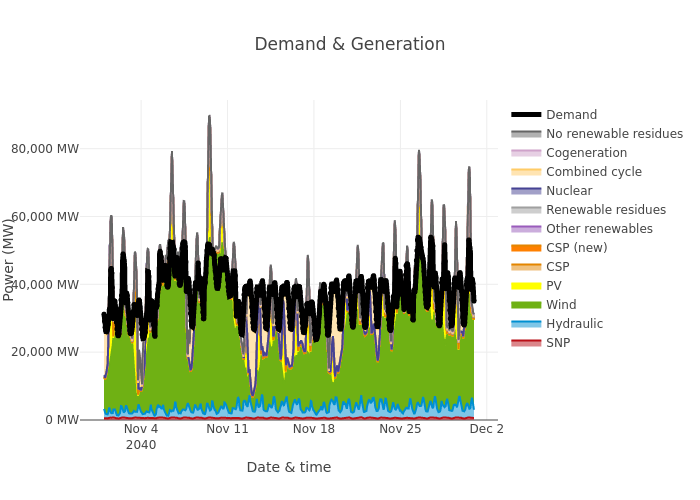 Demand & Generation
Demand
No renewable residues
Cogeneration
Combined cycle
Nuclear
Renewable residues
Other renewables
CSP (new)
CSP
PV
Wind
Hydraulic
SNP
80,000 MW
60,000 MW
40,000 MW
20,000 MW
0 MW
Power (MW)
Nov 4
2040
Nov 11
Nov 18
Nov 25
Dec 2
Date & time